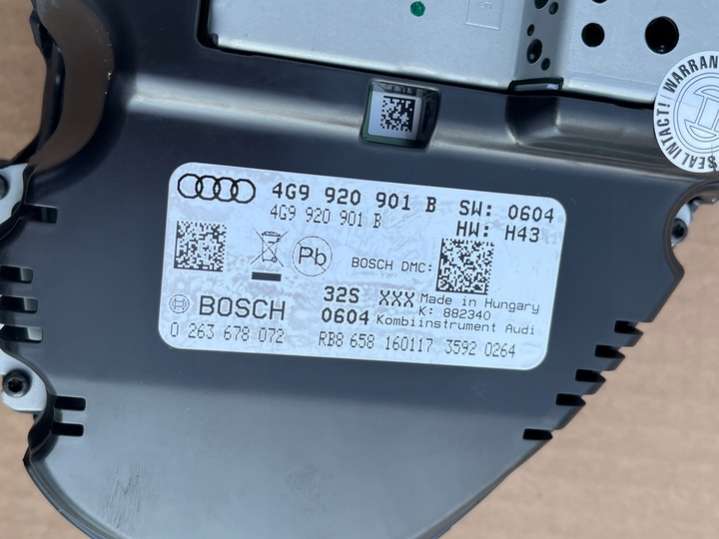 WARRAN
SEAL INTACT!
4G9 920 901 B SW: 0604
4G9 920 901 B HW: H43
Pb
BOSCH DMC:
32S XXX Made in Hungary
K: 892340
BOSCH 0604 Kombiinstrument Audi
0 263 678 072 RB8 658 160117 3592 0264